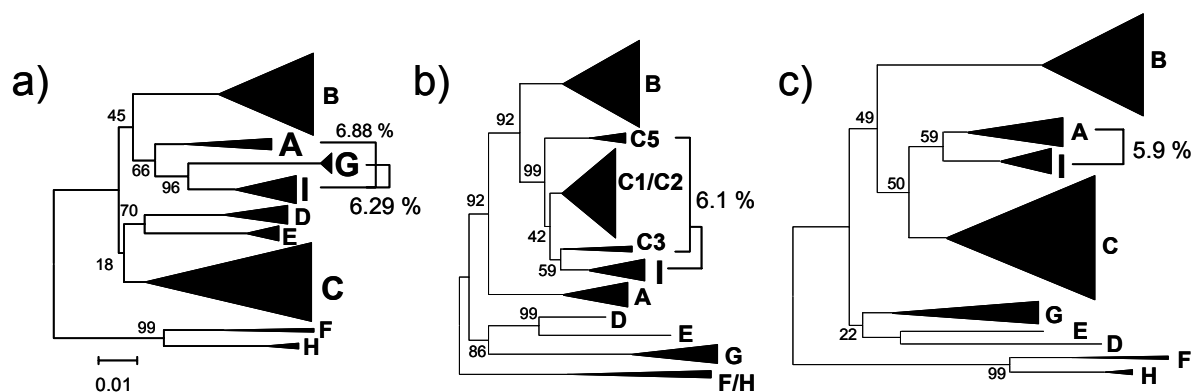 a)
45
B
6.88 %
A
66
G
96
I
6.29 %
70
D
E
18
C
99
F
H
0.01
b)
B
92
C5
99
C1/C2
92
6.1 %
42
C3
59
I
A
99
D
E
86
G
F/H
c)
B
49
59
A
5.9 %
I
50
C
G
22
E
D
F
99
H